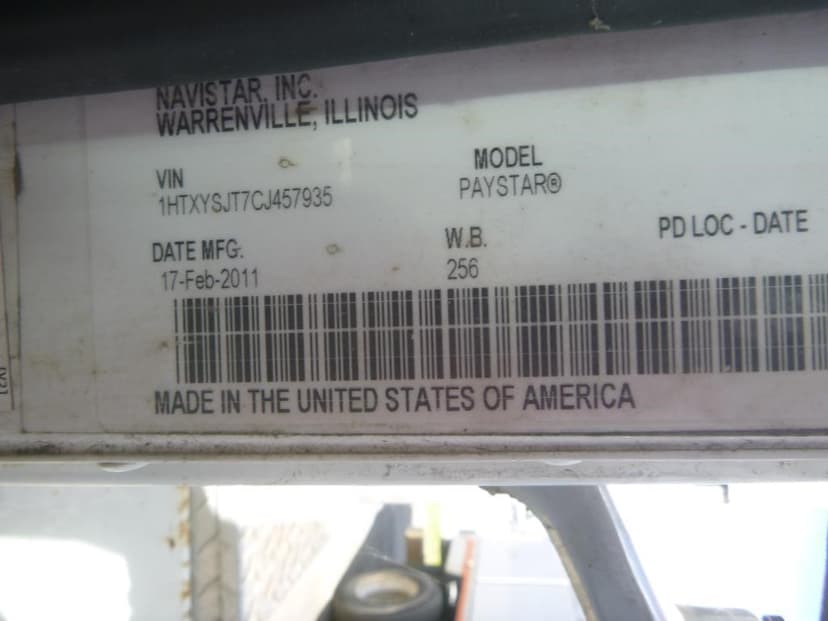 NAVISTAR, INC.
WARRENVILLE, ILLINOIS
VIN
1HTXYSJT7CJ457935
MODEL
PAYSTAR®
DATE MFG.
17-Feb-2011
W.B.
256
PD LOC - DATE
MADE IN THE UNITED STATES OF AMERICA